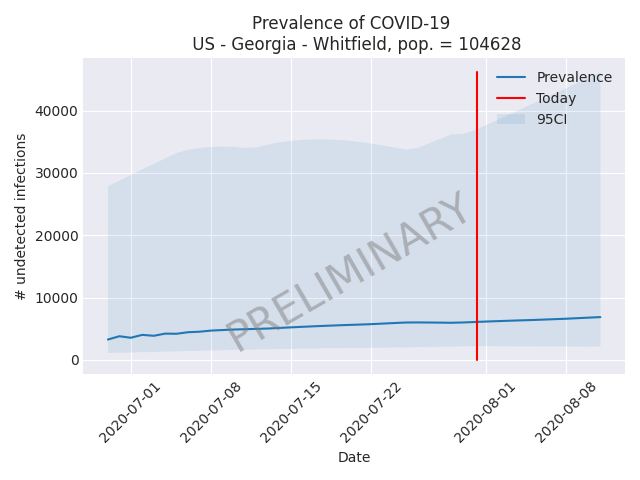 Prevalence of COVID-19
US - Georgia - Whitfield, pop. = 104628
Prevalence
Today
95CI
40000
30000
20000
10000
0
# undetected infections
PRELIMINARY
2020-07-01
2020-07-08
2020-07-15
2020-07-22
2020-08-01
2020-08-08
Date